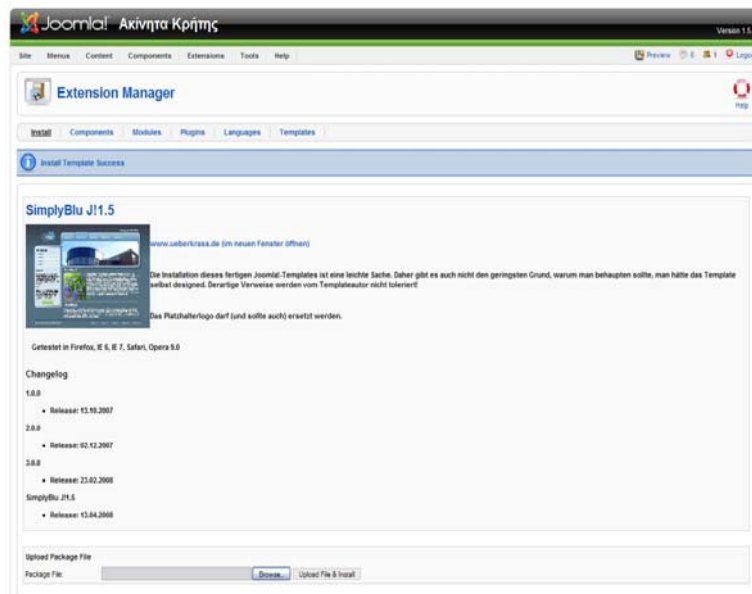 Joomla! Ακίνητα Κρήτης
Version 1.5.
Site Menus Content Components Extensions Tools Help
Preview 0 1 Logou
Extension Manager
Help
Install Components Modules Plugins Languages Templates
Install Template Success
SimplyBlu J!1.5
www.ueberkrass.de (im neuen Fenster öffnen)
Die Installation dieses fertigen Joomla!-Templates ist eine leichte Sache. Daher gibt es auch nicht den geringsten Grund, warum man behaupten sollte, man hätte das Template
selbst designed. Derartige Verweise werden vom Templateautor nicht toleriert!
Das Platzhalterlogo darf (und sollte auch) ersetzt werden.
Getestet in Firefox, IE 6, IE 7, Safari, Opera 9.0
Changelog
1.0.0
Release: 13.10.2007
2.0.0
Release: 02.12.2007
3.0.0
Release: 23.02.2008
SimplyBlu J!1.5
Release: 13.04.2008
Upload Package File
Package File: Browse... Upload File & Install